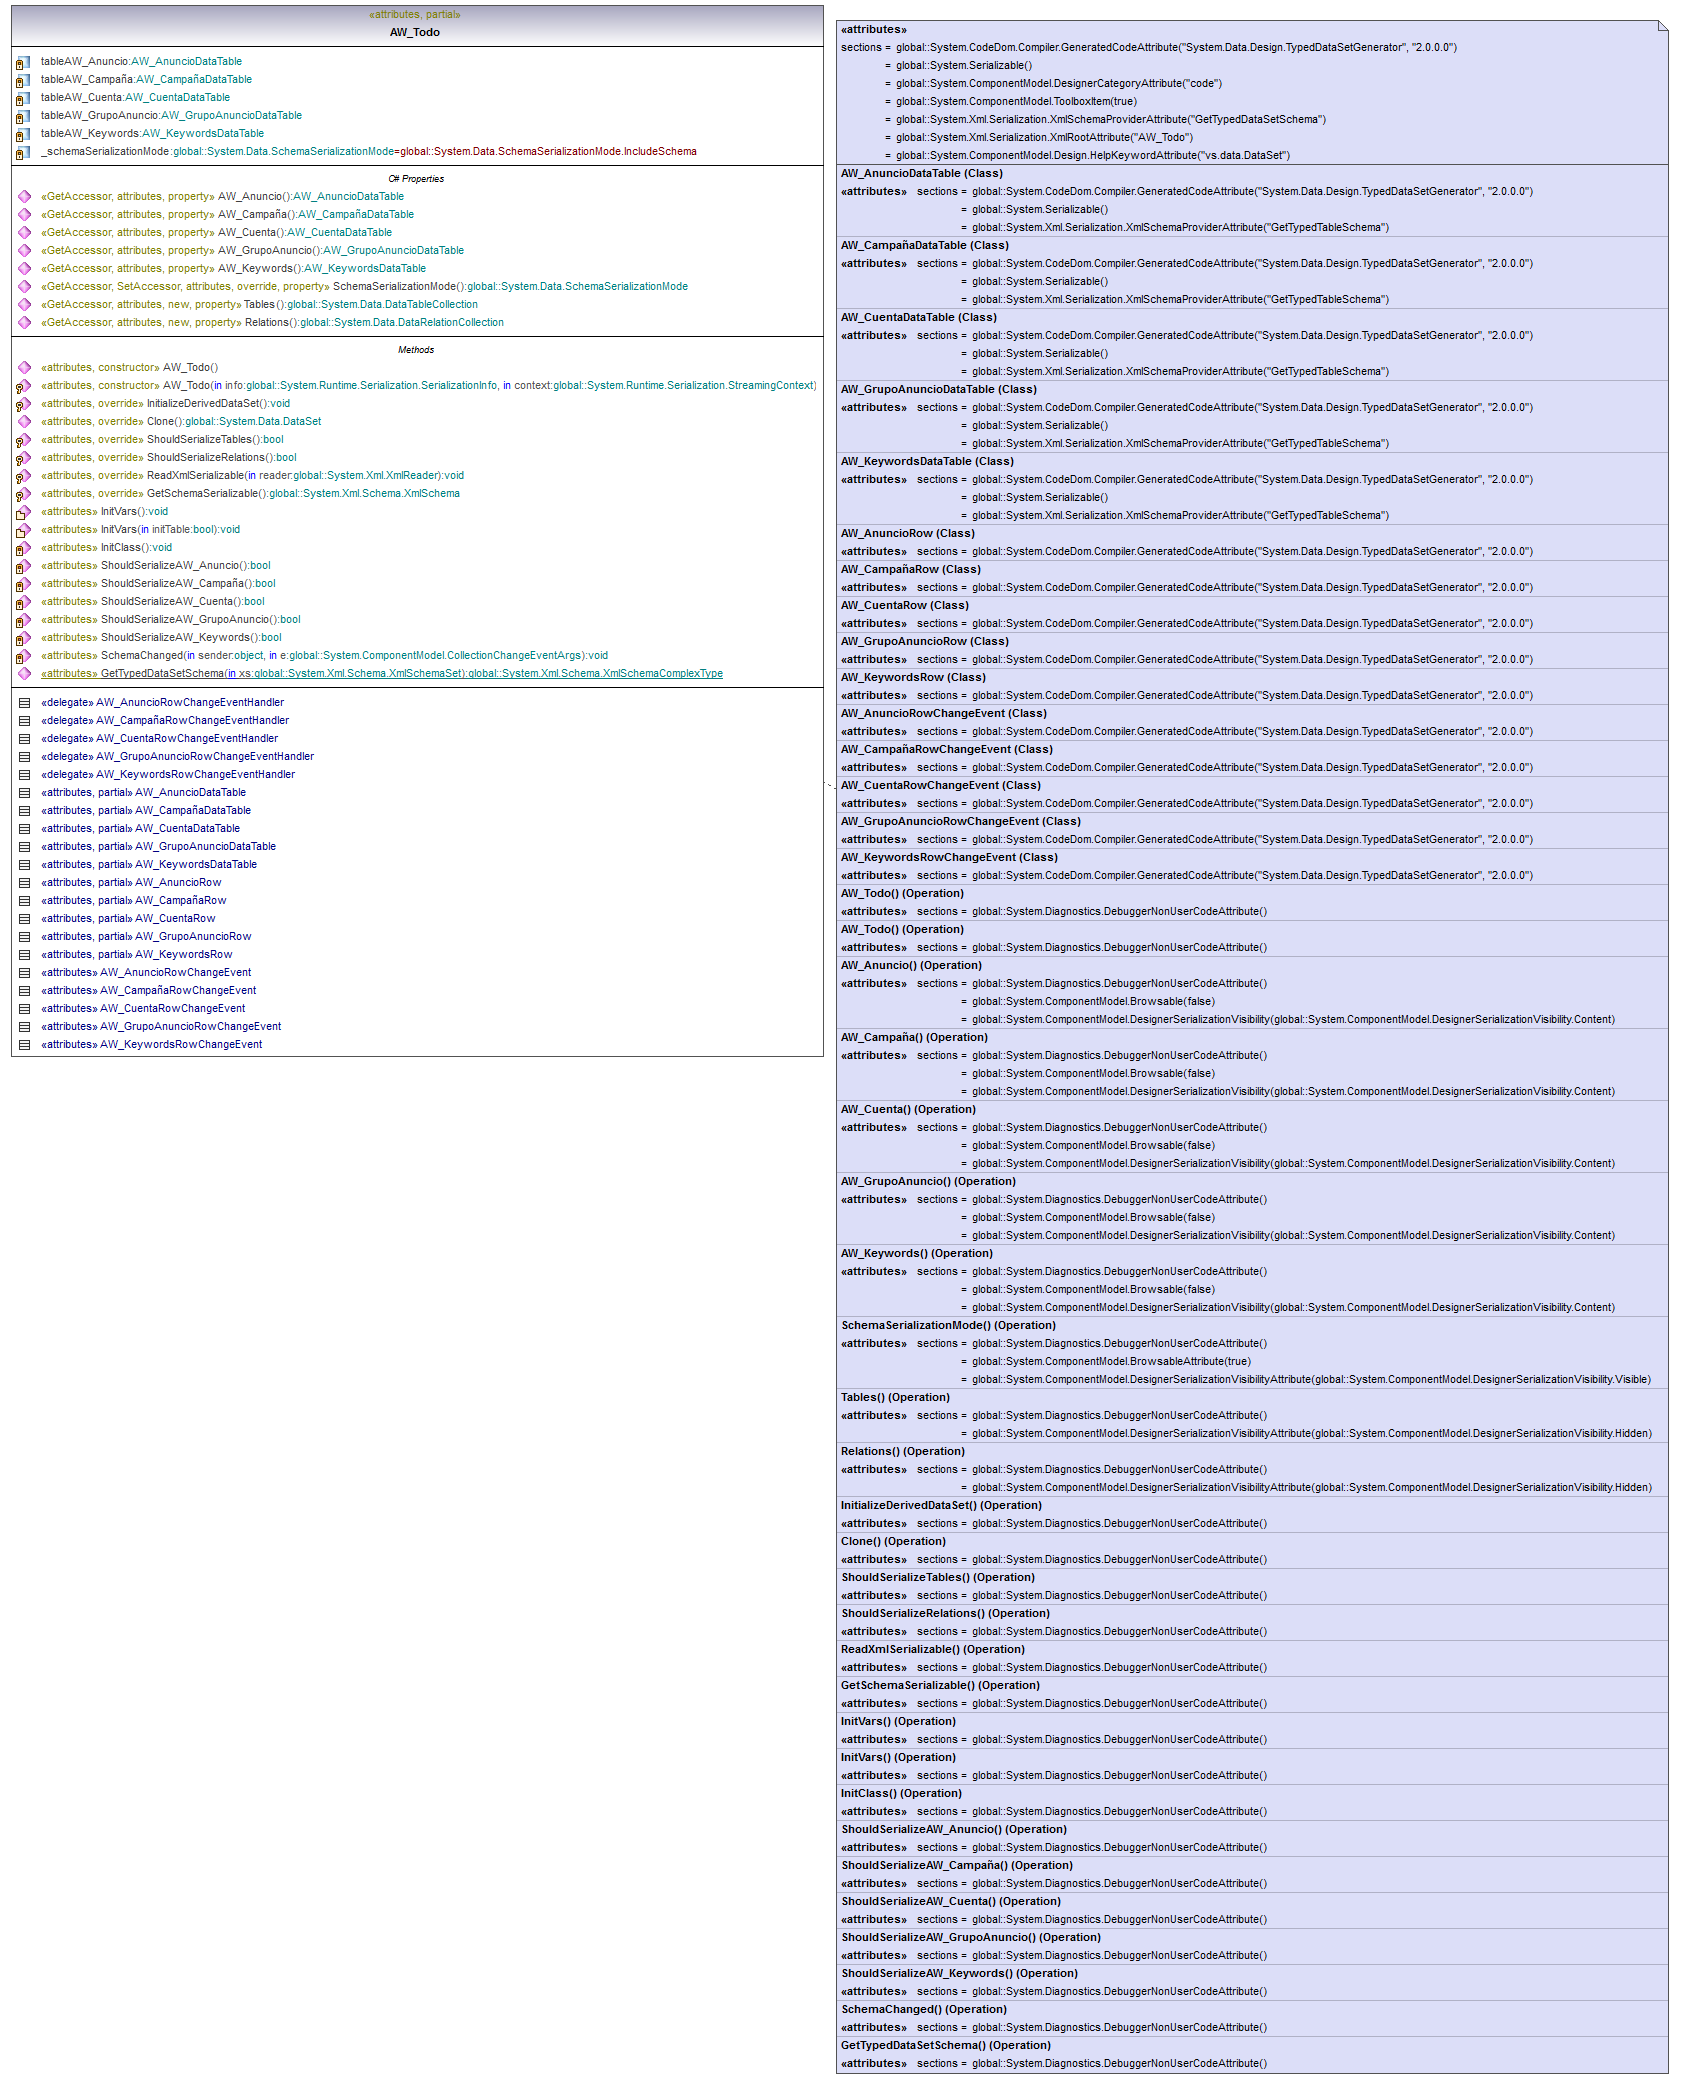 «attributes, partial»
AW_Todo
tableAW_Anuncio:AW_AnuncioDataTable
tableAW_Campaña:AW_CampañaDataTable
tableAW_Cuenta:AW_CuentaDataTable
tableAW_GrupoAnuncio:AW_GrupoAnuncioDataTable
tableAW_Keywords:AW_KeywordsDataTable
_schemaSerializationMode:global::System.Data.SchemaSerializationMode=global::System.Data.SchemaSerializationMode.IncludeSchema
C# Properties
«GetAccessor, attributes, property» AW_Anuncio():AW_AnuncioDataTable
«GetAccessor, attributes, property» AW_Campaña():AW_CampañaDataTable
«GetAccessor, attributes, property» AW_Cuenta():AW_CuentaDataTable
«GetAccessor, attributes, property» AW_GrupoAnuncio():AW_GrupoAnuncioDataTable
«GetAccessor, attributes, property» AW_Keywords():AW_KeywordsDataTable
«GetAccessor, SetAccessor, attributes, override, property» SchemaSerializationMode():global::System.Data.SchemaSerializationMode
«GetAccessor, attributes, new, property» Tables():global::System.Data.DataTableCollection
«GetAccessor, attributes, new, property» Relations():global::System.Data.DataRelationCollection
Methods
«attributes, constructor» AW_Todo()
«attributes, constructor» AW_Todo(in info:global::System.Runtime.Serialization.SerializationInfo, in context:global::System.Runtime.Serialization.StreamingContext)
«attributes, override» InitializeDerivedDataSet():void
«attributes, override» Clone():global::System.Data.DataSet
«attributes, override» ShouldSerializeTables():bool
«attributes, override» ShouldSerializeRelations():bool
«attributes, override» ReadXmlSerializable(in reader:global::System.Xml.XmlReader):void
«attributes, override» GetSchemaSerializable():global::System.Xml.Schema.XmlSchema
«attributes» InitVars():void
«attributes» InitVars(in initTable:bool):void
«attributes» InitClass():void
«attributes» ShouldSerializeAW_Anuncio():bool
«attributes» ShouldSerializeAW_Campaña():bool
«attributes» ShouldSerializeAW_Cuenta():bool
«attributes» ShouldSerializeAW_GrupoAnuncio():bool
«attributes» ShouldSerializeAW_Keywords():bool
«attributes» SchemaChanged(in sender:object, in e:global::System.ComponentModel.CollectionChangeEventArgs):void
«attributes» GetTypedDataSetSchema(in xs:global::System.Xml.Schema.XmlSchemaSet):global::System.Xml.Schema.XmlSchemaComplexType
«delegate» AW_AnuncioRowChangeEventHandler
«delegate» AW_CampañaRowChangeEventHandler
«delegate» AW_CuentaRowChangeEventHandler
«delegate» AW_GrupoAnuncioRowChangeEventHandler
«delegate» AW_KeywordsRowChangeEventHandler
«attributes, partial» AW_AnuncioDataTable
«attributes, partial» AW_CampañaDataTable
«attributes, partial» AW_CuentaDataTable
«attributes, partial» AW_GrupoAnuncioDataTable
«attributes, partial» AW_KeywordsDataTable
«attributes, partial» AW_AnuncioRow
«attributes, partial» AW_CampañaRow
«attributes, partial» AW_CuentaRow
«attributes, partial» AW_GrupoAnuncioRow
«attributes, partial» AW_KeywordsRow
«attributes» AW_AnuncioRowChangeEvent
«attributes» AW_CampañaRowChangeEvent
«attributes» AW_CuentaRowChangeEvent
«attributes» AW_GrupoAnuncioRowChangeEvent
«attributes» AW_KeywordsRowChangeEvent
«attributes»
sections = global::System.CodeDom.Compiler.GeneratedCodeAttribute("System.Data.Design.TypedDataSetGenerator", "2.0.0.0")
= global::System.Serializable()
= global::System.ComponentModel.DesignerCategoryAttribute("code")
= global::System.ComponentModel.ToolboxItem(true)
= global::System.Xml.Serialization.XmlSchemaProviderAttribute("GetTypedDataSetSchema")
= global::System.Xml.Serialization.XmlRootAttribute("AW_Todo")
= global::System.ComponentModel.Design.HelpKeywordAttribute("vs.data.DataSet")
AW_AnuncioDataTable (Class)
«attributes» sections = global::System.CodeDom.Compiler.GeneratedCodeAttribute("System.Data.Design.TypedDataSetGenerator", "2.0.0.0")
= global::System.Serializable()
= global::System.Xml.Serialization.XmlSchemaProviderAttribute("GetTypedTableSchema")
AW_CampañaDataTable (Class)
«attributes» sections = global::System.CodeDom.Compiler.GeneratedCodeAttribute("System.Data.Design.TypedDataSetGenerator", "2.0.0.0")
= global::System.Serializable()
= global::System.Xml.Serialization.XmlSchemaProviderAttribute("GetTypedTableSchema")
AW_CuentaDataTable (Class)
«attributes» sections = global::System.CodeDom.Compiler.GeneratedCodeAttribute("System.Data.Design.TypedDataSetGenerator", "2.0.0.0")
= global::System.Serializable()
= global::System.Xml.Serialization.XmlSchemaProviderAttribute("GetTypedTableSchema")
AW_GrupoAnuncioDataTable (Class)
«attributes» sections = global::System.CodeDom.Compiler.GeneratedCodeAttribute("System.Data.Design.TypedDataSetGenerator", "2.0.0.0")
= global::System.Serializable()
= global::System.Xml.Serialization.XmlSchemaProviderAttribute("GetTypedTableSchema")
AW_KeywordsDataTable (Class)
«attributes» sections = global::System.CodeDom.Compiler.GeneratedCodeAttribute("System.Data.Design.TypedDataSetGenerator", "2.0.0.0")
= global::System.Serializable()
= global::System.Xml.Serialization.XmlSchemaProviderAttribute("GetTypedTableSchema")
AW_AnuncioRow (Class)
«attributes» sections = global::System.CodeDom.Compiler.GeneratedCodeAttribute("System.Data.Design.TypedDataSetGenerator", "2.0.0.0")
AW_CampañaRow (Class)
«attributes» sections = global::System.CodeDom.Compiler.GeneratedCodeAttribute("System.Data.Design.TypedDataSetGenerator", "2.0.0.0")
AW_CuentaRow (Class)
«attributes» sections = global::System.CodeDom.Compiler.GeneratedCodeAttribute("System.Data.Design.TypedDataSetGenerator", "2.0.0.0")
AW_GrupoAnuncioRow (Class)
«attributes» sections = global::System.CodeDom.Compiler.GeneratedCodeAttribute("System.Data.Design.TypedDataSetGenerator", "2.0.0.0")
AW_KeywordsRow (Class)
«attributes» sections = global::System.CodeDom.Compiler.GeneratedCodeAttribute("System.Data.Design.TypedDataSetGenerator", "2.0.0.0")
AW_AnuncioRowChangeEvent (Class)
«attributes» sections = global::System.CodeDom.Compiler.GeneratedCodeAttribute("System.Data.Design.TypedDataSetGenerator", "2.0.0.0")
AW_CampañaRowChangeEvent (Class)
«attributes» sections = global::System.CodeDom.Compiler.GeneratedCodeAttribute("System.Data.Design.TypedDataSetGenerator", "2.0.0.0")
AW_CuentaRowChangeEvent (Class)
«attributes» sections = global::System.CodeDom.Compiler.GeneratedCodeAttribute("System.Data.Design.TypedDataSetGenerator", "2.0.0.0")
AW_GrupoAnuncioRowChangeEvent (Class)
«attributes» sections = global::System.CodeDom.Compiler.GeneratedCodeAttribute("System.Data.Design.TypedDataSetGenerator", "2.0.0.0")
AW_KeywordsRowChangeEvent (Class)
«attributes» sections = global::System.CodeDom.Compiler.GeneratedCodeAttribute("System.Data.Design.TypedDataSetGenerator", "2.0.0.0")
AW_Todo() (Operation)
«attributes» sections = global::System.Diagnostics.DebuggerNonUserCodeAttribute()
AW_Todo() (Operation)
«attributes» sections = global::System.Diagnostics.DebuggerNonUserCodeAttribute()
AW_Anuncio() (Operation)
«attributes» sections = global::System.Diagnostics.DebuggerNonUserCodeAttribute()
= global::System.ComponentModel.Browsable(false)
= global::System.ComponentModel.DesignerSerializationVisibility(global::System.ComponentModel.DesignerSerializationVisibility.Content)
AW_Campaña() (Operation)
«attributes» sections = global::System.Diagnostics.DebuggerNonUserCodeAttribute()
= global::System.ComponentModel.Browsable(false)
= global::System.ComponentModel.DesignerSerializationVisibility(global::System.ComponentModel.DesignerSerializationVisibility.Content)
AW_Cuenta() (Operation)
«attributes» sections = global::System.Diagnostics.DebuggerNonUserCodeAttribute()
= global::System.ComponentModel.Browsable(false)
= global::System.ComponentModel.DesignerSerializationVisibility(global::System.ComponentModel.DesignerSerializationVisibility.Content)
AW_GrupoAnuncio() (Operation)
«attributes» sections = global::System.Diagnostics.DebuggerNonUserCodeAttribute()
= global::System.ComponentModel.Browsable(false)
= global::System.ComponentModel.DesignerSerializationVisibility(global::System.ComponentModel.DesignerSerializationVisibility.Content)
AW_Keywords() (Operation)
«attributes» sections = global::System.Diagnostics.DebuggerNonUserCodeAttribute()
= global::System.ComponentModel.Browsable(false)
= global::System.ComponentModel.DesignerSerializationVisibility(global::System.ComponentModel.DesignerSerializationVisibility.Content)
SchemaSerializationMode() (Operation)
«attributes» sections = global::System.Diagnostics.DebuggerNonUserCodeAttribute()
= global::System.ComponentModel.BrowsableAttribute(true)
= global::System.ComponentModel.DesignerSerializationVisibilityAttribute(global::System.ComponentModel.DesignerSerializationVisibility.Visible)
Tables() (Operation)
«attributes» sections = global::System.Diagnostics.DebuggerNonUserCodeAttribute()
= global::System.ComponentModel.DesignerSerializationVisibilityAttribute(global::System.ComponentModel.DesignerSerializationVisibility.Hidden)
Relations() (Operation)
«attributes» sections = global::System.Diagnostics.DebuggerNonUserCodeAttribute()
= global::System.ComponentModel.DesignerSerializationVisibilityAttribute(global::System.ComponentModel.DesignerSerializationVisibility.Hidden)
InitializeDerivedDataSet() (Operation)
«attributes» sections = global::System.Diagnostics.DebuggerNonUserCodeAttribute()
Clone() (Operation)
«attributes» sections = global::System.Diagnostics.DebuggerNonUserCodeAttribute()
ShouldSerializeTables() (Operation)
«attributes» sections = global::System.Diagnostics.DebuggerNonUserCodeAttribute()
ShouldSerializeRelations() (Operation)
«attributes» sections = global::System.Diagnostics.DebuggerNonUserCodeAttribute()
ReadXmlSerializable() (Operation)
«attributes» sections = global::System.Diagnostics.DebuggerNonUserCodeAttribute()
GetSchemaSerializable() (Operation)
«attributes» sections = global::System.Diagnostics.DebuggerNonUserCodeAttribute()
InitVars() (Operation)
«attributes» sections = global::System.Diagnostics.DebuggerNonUserCodeAttribute()
InitVars() (Operation)
«attributes» sections = global::System.Diagnostics.DebuggerNonUserCodeAttribute()
InitClass() (Operation)
«attributes» sections = global::System.Diagnostics.DebuggerNonUserCodeAttribute()
ShouldSerializeAW_Anuncio() (Operation)
«attributes» sections = global::System.Diagnostics.DebuggerNonUserCodeAttribute()
ShouldSerializeAW_Campaña() (Operation)
«attributes» sections = global::System.Diagnostics.DebuggerNonUserCodeAttribute()
ShouldSerializeAW_Cuenta() (Operation)
«attributes» sections = global::System.Diagnostics.DebuggerNonUserCodeAttribute()
ShouldSerializeAW_GrupoAnuncio() (Operation)
«attributes» sections = global::System.Diagnostics.DebuggerNonUserCodeAttribute()
ShouldSerializeAW_Keywords() (Operation)
«attributes» sections = global::System.Diagnostics.DebuggerNonUserCodeAttribute()
SchemaChanged() (Operation)
«attributes» sections = global::System.Diagnostics.DebuggerNonUserCodeAttribute()
GetTypedDataSetSchema() (Operation)
«attributes» sections = global::System.Diagnostics.DebuggerNonUserCodeAttribute()